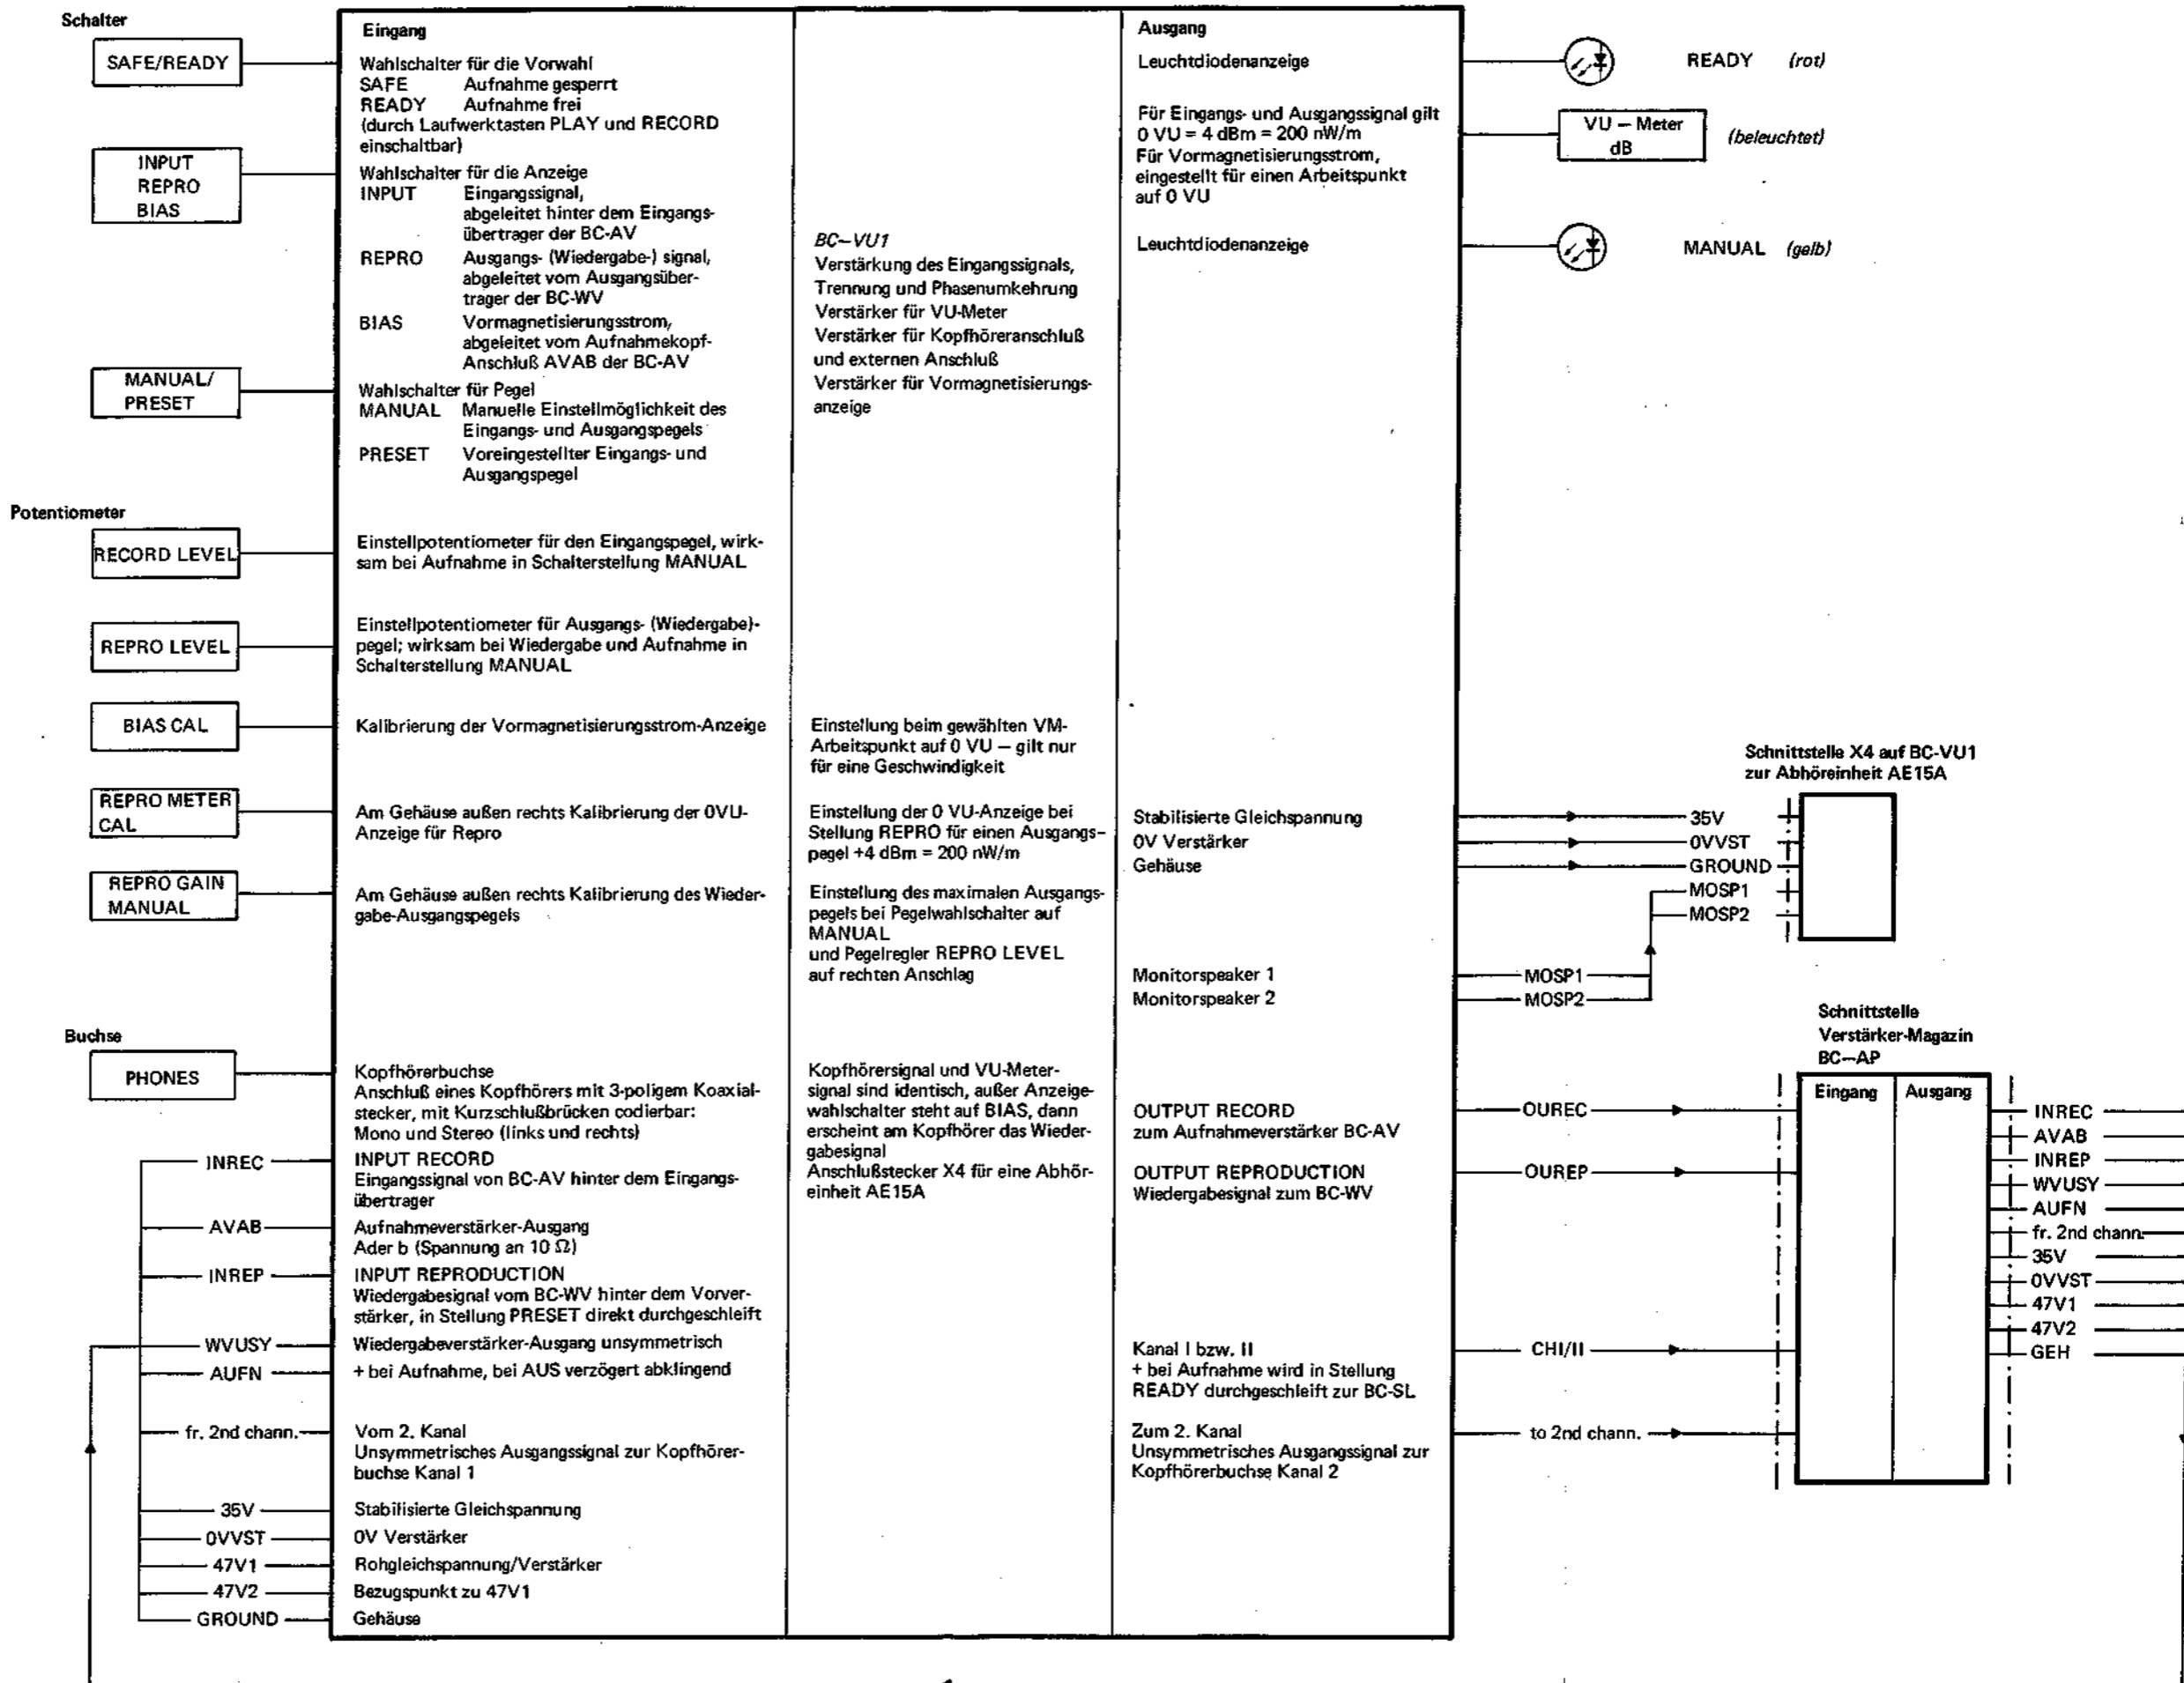 Schalter
SAFE/READY
INPUT
REPRO
BIAS
MANUAL/
PRESET
Potentiometer
RECORD LEVEL
REPRO LEVEL
BIAS CAL
REPRO METER
CAL
REPRO GAIN
MANUAL
Buchse
PHONES
INREC
AVAB
INREP
WVUSY
AUFN
fr. 2nd chann.
35V
0VVST
47V1
47V2
GROUND
Eingang
Wahlschalter für die Vorwahl
SAFE Aufnahme gesperrt
READY Aufnahme frei
(durch Laufwerktasten PLAY und RECORD
einschaltbar)
Wahlschalter für die Anzeige
INPUT Eingangssignal,
abgeleitet hinter dem Eingangs-
übertrager der BC-AV
REPRO Ausgangs- (Wiedergabe-) signal,
abgeleitet vom Ausgangsüber-
trager der BC-WV
BIAS Vormagnetisierungsstrom,
abgeleitet vom Aufnahmekopf-
Anschluß AVAB der BC-AV
Wahlschalter für Pegel
MANUAL Manuelle Einstellmöglichkeit des
Eingangs- und Ausgangspegels
PRESET Voreingestellter Eingangs- und
Ausgangspegel
Einstellpotentiometer für den Eingangspegel, wirk-
sam bei Aufnahme in Schalterstellung MANUAL
Einstellpotentiometer für Ausgangs- (Wiedergabe)-
pegel; wirksam bei Wiedergabe und Aufnahme in
Schalterstellung MANUAL
Kalibrierung der Vormagnetisierungsstrom-Anzeige
Am Gehäuse außen rechts Kalibrierung der 0VU-
Anzeige für Repro
Am Gehäuse außen rechts Kalibrierung des Wieder-
gabe-Ausgangspegels
Kopfhörerbuchse
Anschluß eines Kopfhörers mit 3-poligem Koaxial-
stecker, mit Kurzschlußbrücken codierbar:
Mono und Stereo (links und rechts)
INPUT RECORD
Eingangssignal von BC-AV hinter dem Eingangs-
übertrager
Aufnahmeverstärker-Ausgang
Ader b (Spannung an 10 Ω)
INPUT REPRODUCTION
Wiedergabesignal vom BC-WV hinter dem Vorver-
stärker, in Stellung PRESET direkt durchgeschleift
Wiedergabeverstärker-Ausgang unsymmetrisch
+ bei Aufnahme, bei AUS verzögert abklingend
Vom 2. Kanal
Unsymmetrisches Ausgangssignal zur Kopfhörer-
buchse Kanal 1
Stabilisierte Gleichspannung
0V Verstärker
Rohgleichspannung/Verstärker
Bezugspunkt zu 47V1
Gehäuse
BC–VU1
Verstärkung des Eingangssignals,
Trennung und Phasenumkehrung
Verstärker für VU-Meter
Verstärker für Kopfhöreranschluß
und externen Anschluß
Verstärker für Vormagnetisierungs-
anzeige
Einstellung beim gewählten VM-
Arbeitspunkt auf 0 VU – gilt nur
für eine Geschwindigkeit
Einstellung der 0 VU-Anzeige bei
Stellung REPRO für einen Ausgangs-
pegel +4 dBm = 200 nW/m
Einstellung des maximalen Ausgangs-
pegels bei Pegelwahlschalter auf
MANUAL
und Pegelregler REPRO LEVEL
auf rechten Anschlag
Kopfhörersignal und VU-Meter-
signal sind identisch, außer Anzeige-
wahlschalter steht auf BIAS, dann
erscheint am Kopfhörer das Wieder-
gabesignal
Anschlußstecker X4 für eine Abhör-
einheit AE15A
Ausgang
Leuchtdiodenanzeige
Für Eingangs- und Ausgangssignal gilt
0 VU = 4 dBm = 200 nW/m
Für Vormagnetisierungsstrom,
eingestellt für einen Arbeitspunkt
auf 0 VU
Leuchtdiodenanzeige
Stabilisierte Gleichspannung
0V Verstärker
Gehäuse
Monitorspeaker 1
Monitorspeaker 2
OUTPUT RECORD
zum Aufnahmeverstärker BC-AV
OUTPUT REPRODUCTION
Wiedergabesignal zum BC-WV
Kanal I bzw. II
+ bei Aufnahme wird in Stellung
READY durchgeschleift zur BC-SL
Zum 2. Kanal
Unsymmetrisches Ausgangssignal zur
Kopfhörerbuchse Kanal 2
READY (rot)
VU – Meter
dB
(beleuchtet)
MANUAL (gelb)
Schnittstelle X4 auf BC-VU1
zur Abhöreinheit AE15A
35V
0VVST
GROUND
MOSP1
MOSP2
MOSP1
MOSP2
Schnittstelle
Verstärker-Magazin
BC–AP
Eingang Ausgang
OUREC
OUREP
CHI/II
to 2nd chann.
INREC
AVAB
INREP
WVUSY
AUFN
fr. 2nd chann.
35V
0VVST
47V1
47V2
GEH